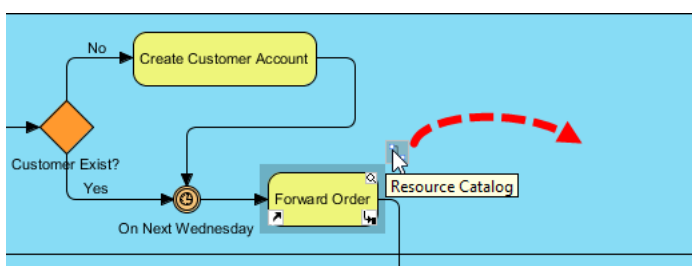 No
Create Customer Account
Customer Exist?
Yes
Forward Order
Resource Catalog
On Next Wednesday